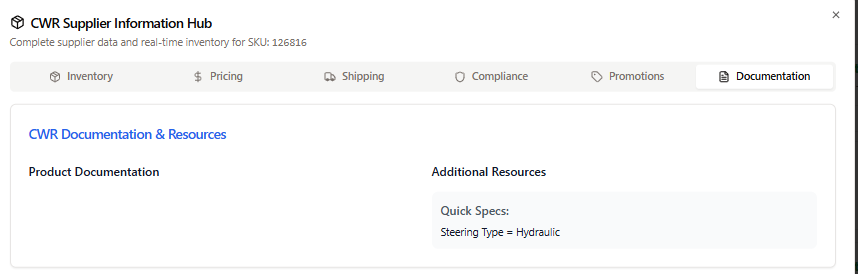 CWR Supplier Information Hub
Complete supplier data and real-time inventory for SKU: 126816
Inventory
Pricing
Shipping
Compliance
Promotions
Documentation
CWR Documentation & Resources
Product Documentation
Additional Resources
Quick Specs:
Steering Type = Hydraulic